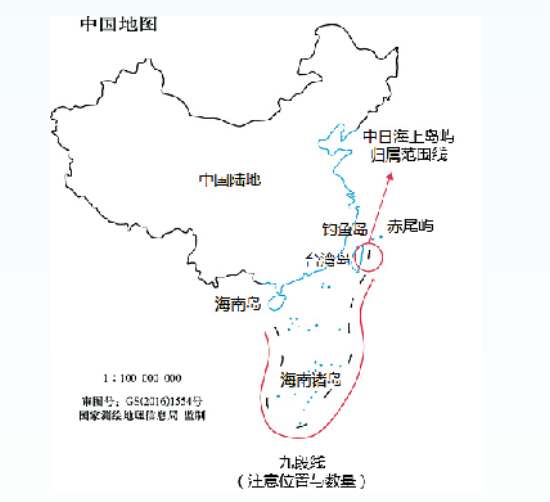 中国地图
中日海上岛屿
归属范围线
中国陆地
钓鱼岛
赤尾屿
台湾岛
海南岛
海南诸岛
1：100 000 000
审图号：GS(2016)1554号
国家测绘地理信息局 监制
九段线
（注意位置与数量）